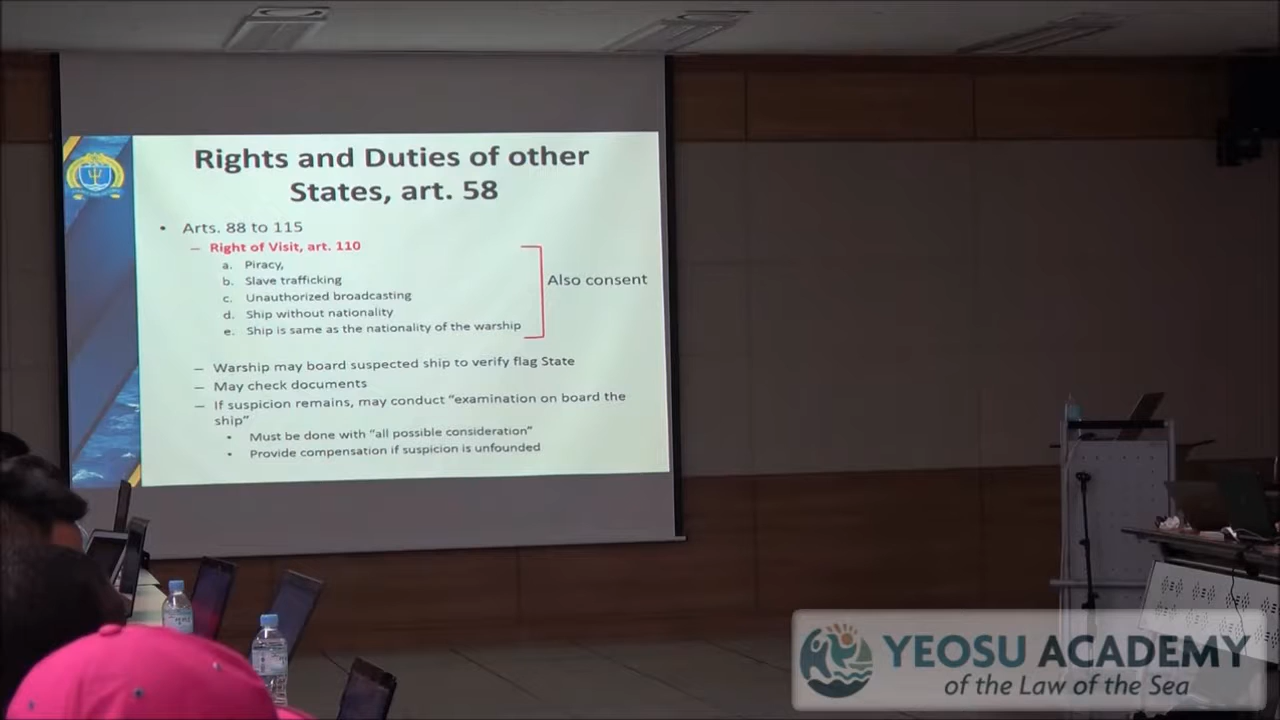 Rights and Duties of other
States, art. 58
• Arts. 88 to 115
– Right of Visit, art. 110
a. Piracy,
b. Slave trafficking
c. Unauthorized broadcasting
d. Ship without nationality
e. Ship is same as the nationality of the warship
Also consent
– Warship may board suspected ship to verify flag State
– May check documents
– If suspicion remains, may conduct “examination on board the
ship”
• Must be done with “all possible consideration”
• Provide compensation if suspicion is unfounded
YEOSU ACADEMY
of the Law of the Sea